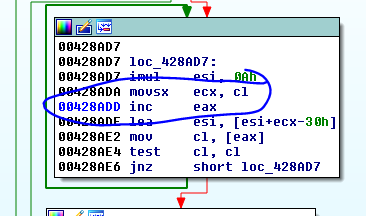 00428AD7
00428AD7 loc_428AD7:
00428AD7 imul esi, 0Ah
00428ADA movsx ecx, cl
00428ADD inc eax
00428ADE lea esi, [esi+ecx-30h]
00428AE2 mov cl, [eax]
00428AE4 test cl, cl
00428AE6 jnz short loc_428AD7